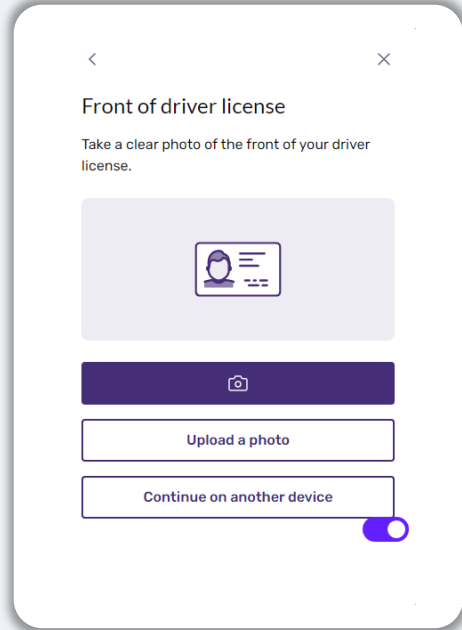 Front of driver license
Take a clear photo of the front of your driver
license.
Upload a photo
Continue on another device